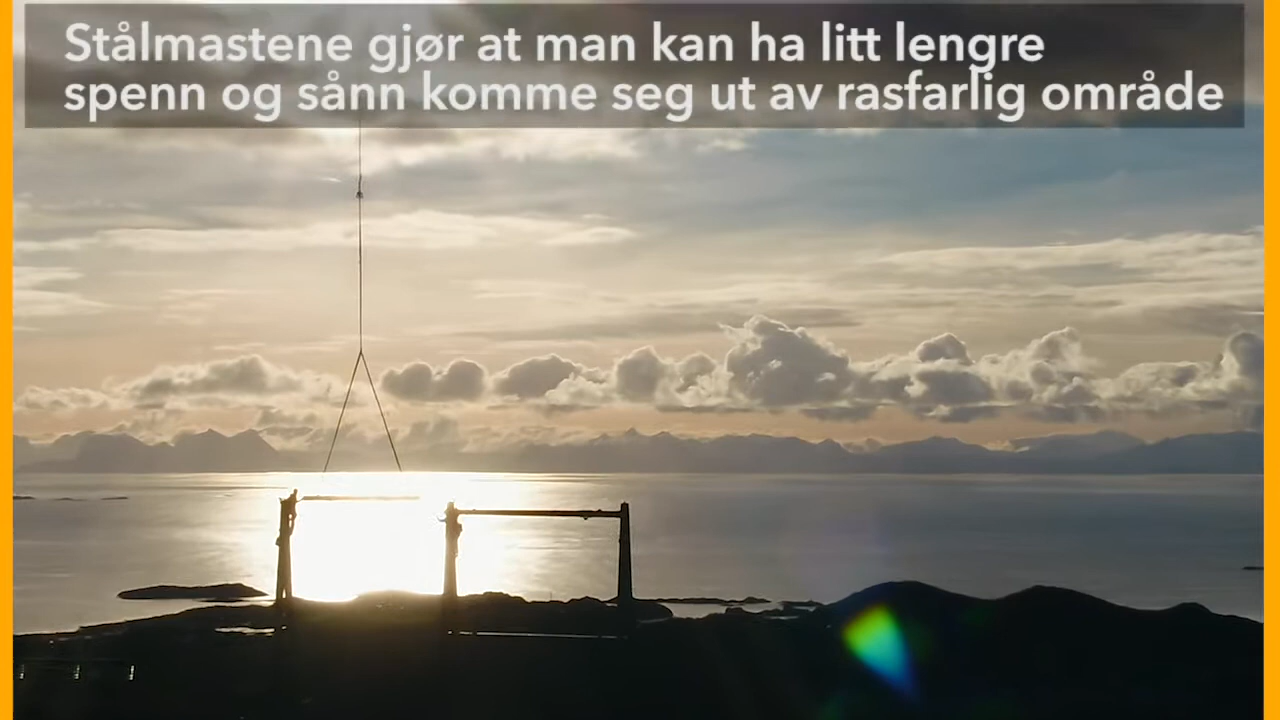 Stålmastene gjør at man kan ha litt lengre
spenn og sånn komme seg ut av rasfarlig område